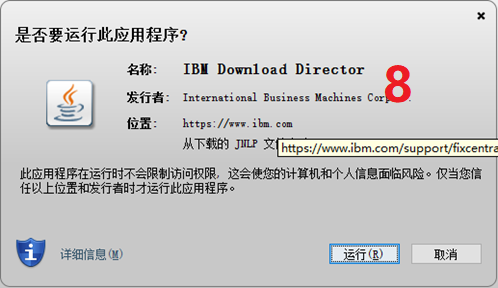 是否要运行此应用程序?
名称: IBM Download Director
8
发行者: International Business Machines
位置: https://www.ibm.com
从下载的 JNLP
https://www.ibm.com/support/fixcentra
此应用程序在运行时不会限制访问权限，这会使您的计算机和个人信息面临风险。仅当您信
任以上位置和发行者时才运行此应用程序。
详细信息(M)
运行(R)
取消